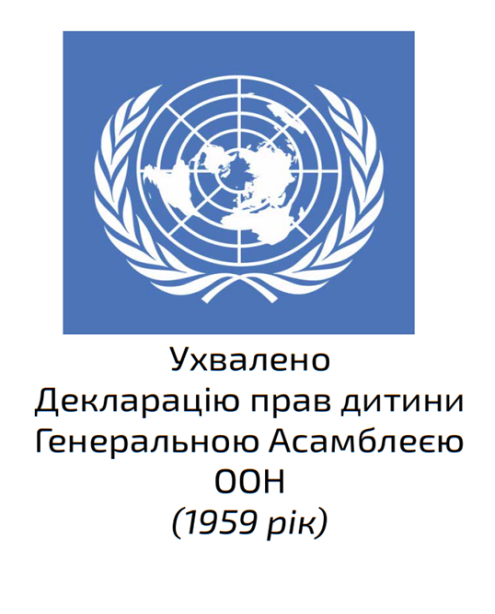 Ухвалено
Декларацію прав дитини
Генеральною Асамблеєю
ООН
(1959 рік)